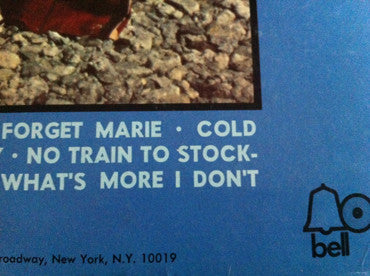 FORGET MARIE · COLD
· NO TRAIN TO STOCK-
WHAT'S MORE I DON'T
roadway, New York, N.Y. 10019
bell